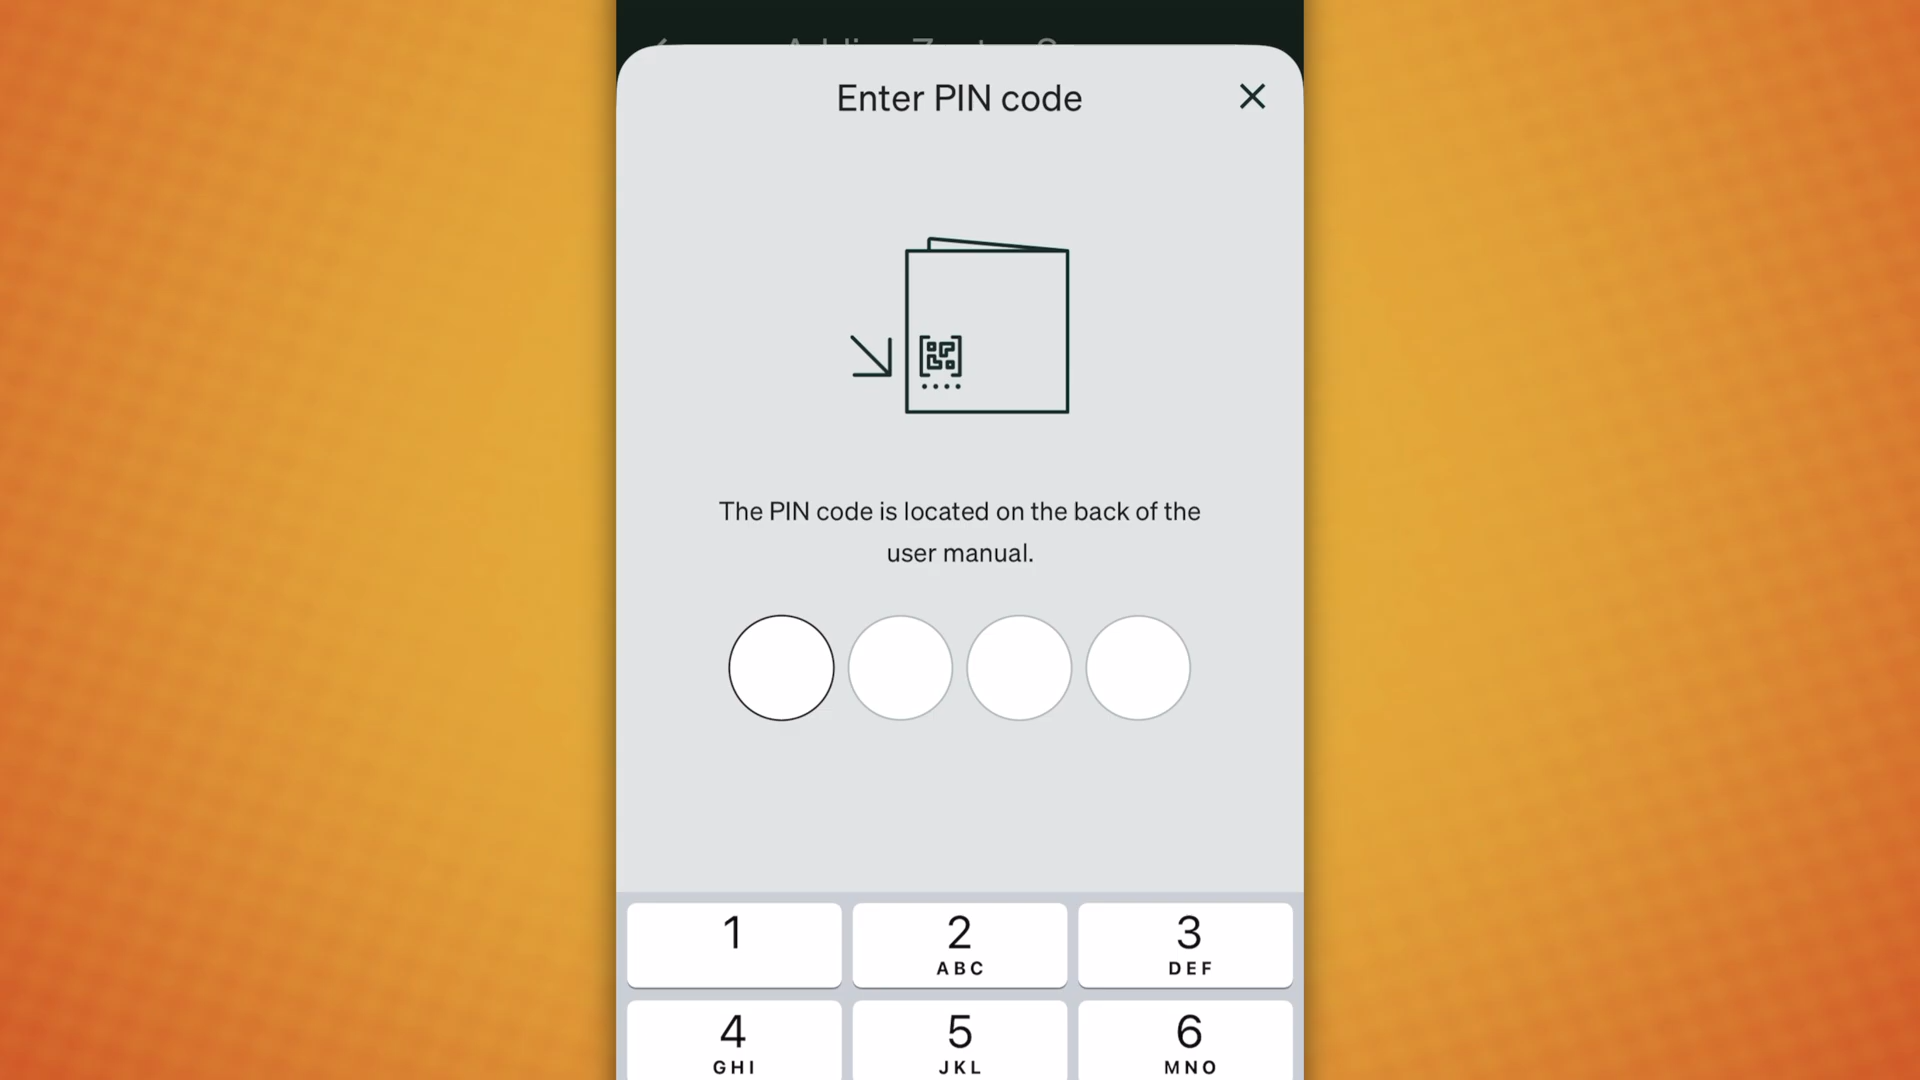 Enter PIN code
The PIN code is located on the back of the
user manual.
1
2
ABC
3
DEF
4
GHI
5
JKL
6
MNO